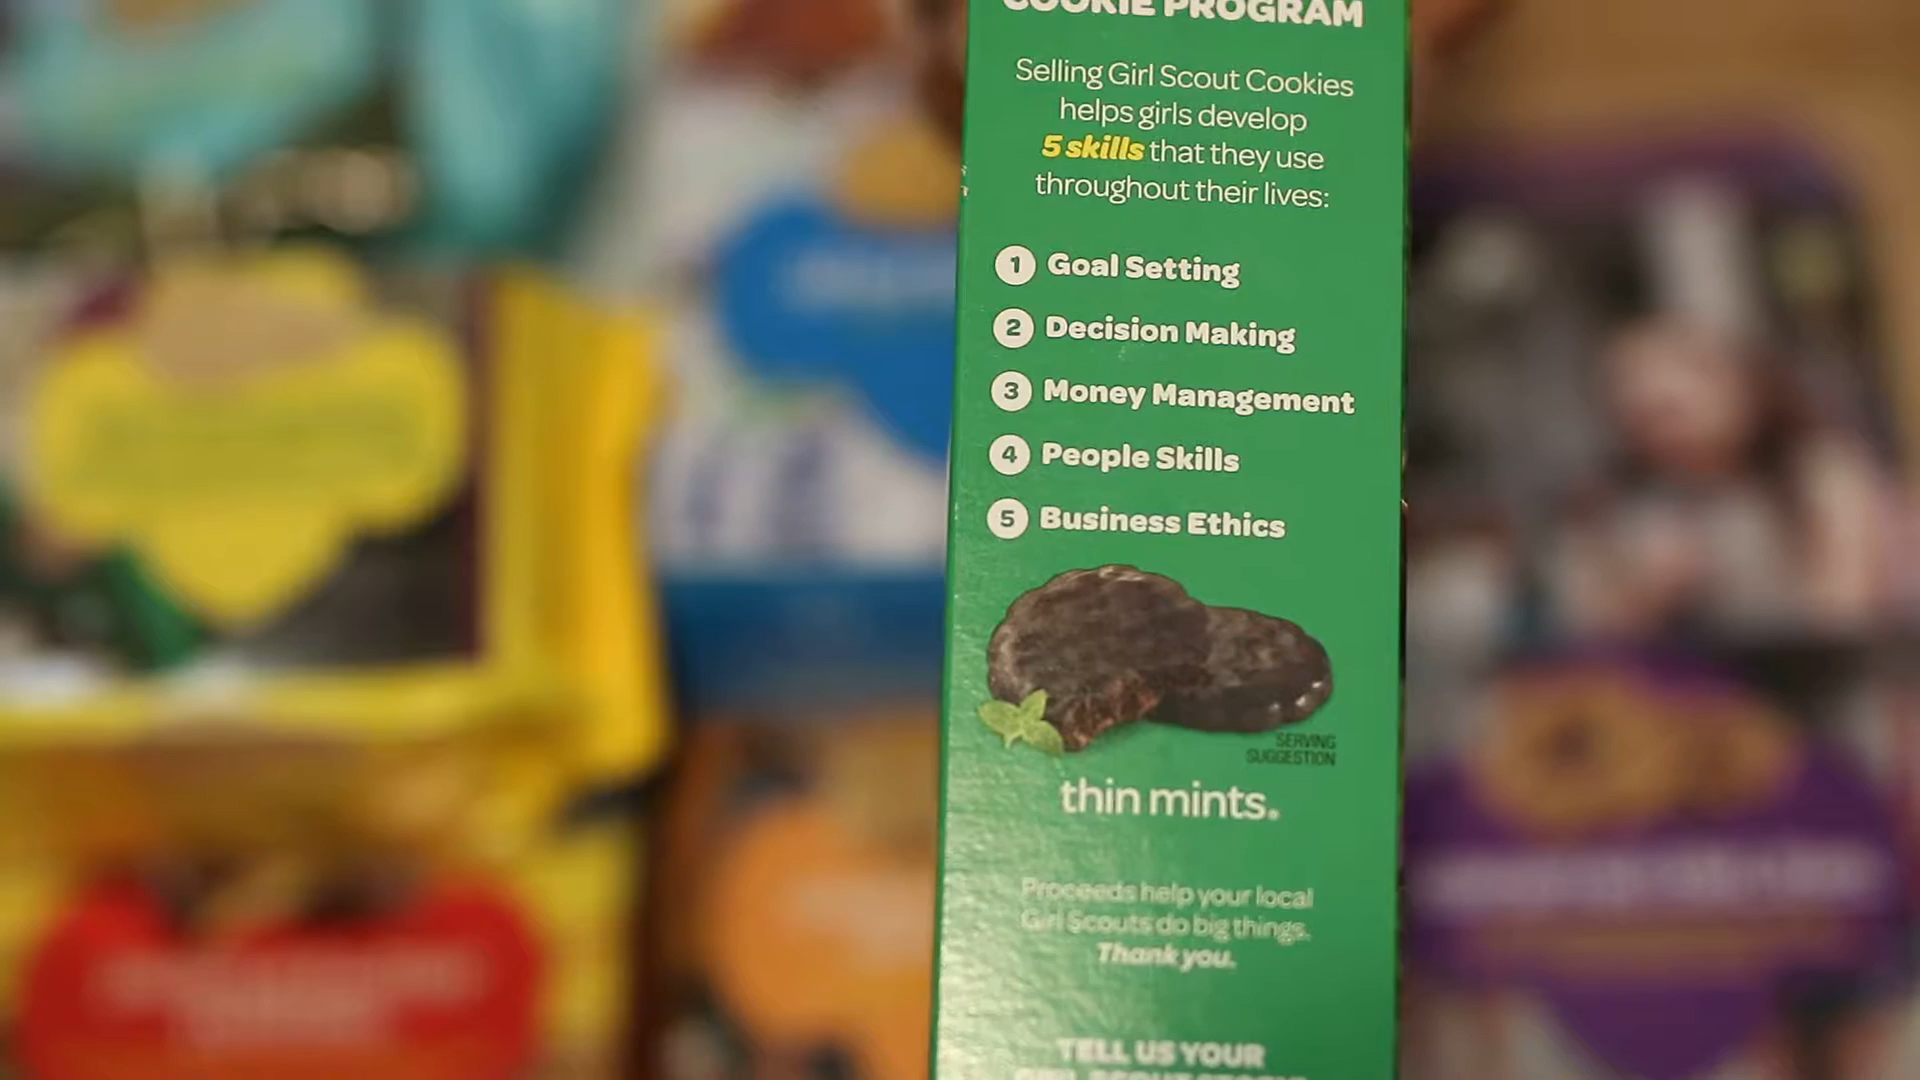 COOKIE PROGRAM
Selling Girl Scout Cookies
helps girls develop
5 skills that they use
throughout their lives:
1 Goal Setting
2 Decision Making
3 Money Management
4 People Skills
5 Business Ethics
SERVING
SUGGESTION
thin mints.
Proceeds help your local
Girl Scouts do big things.
Thank you.
TELL US YOUR